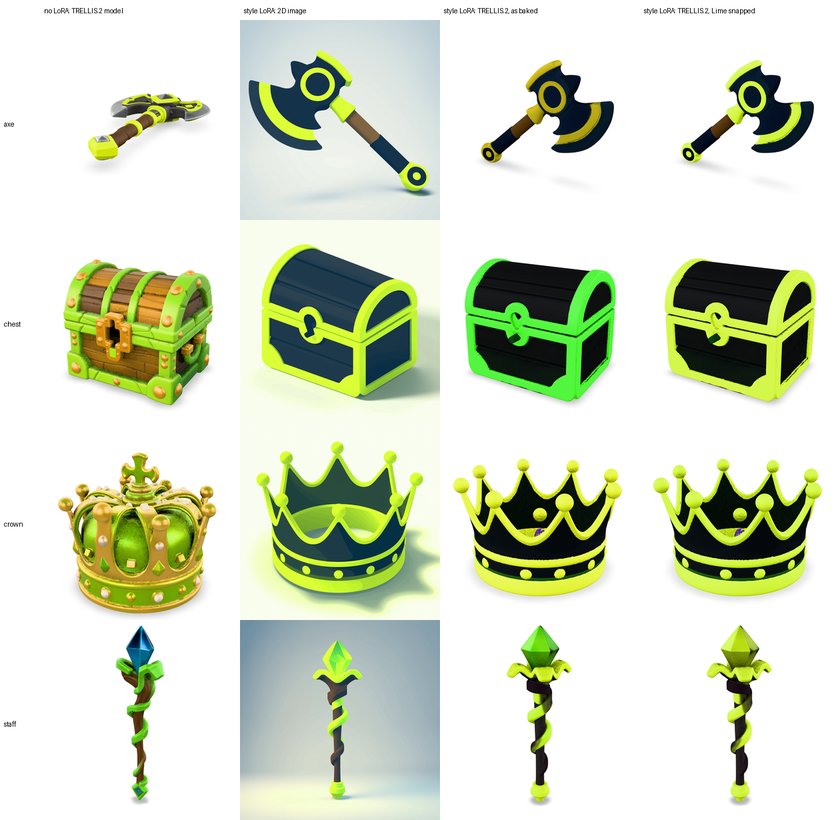 no LoRA: TRELLIS.2 model
style LoRA: 2D image
style LoRA: TRELLIS.2, as baked
style LoRA: TRELLIS.2, Lime snapped
axe
chest
crown
staff